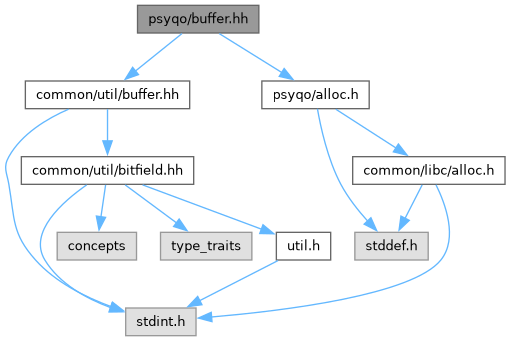 psyqo/buffer.hh
common/util/buffer.hh
psyqo/alloc.h
common/util/bitfield.hh
common/libc/alloc.h
concepts
type_traits
util.h
stddef.h
stdint.h